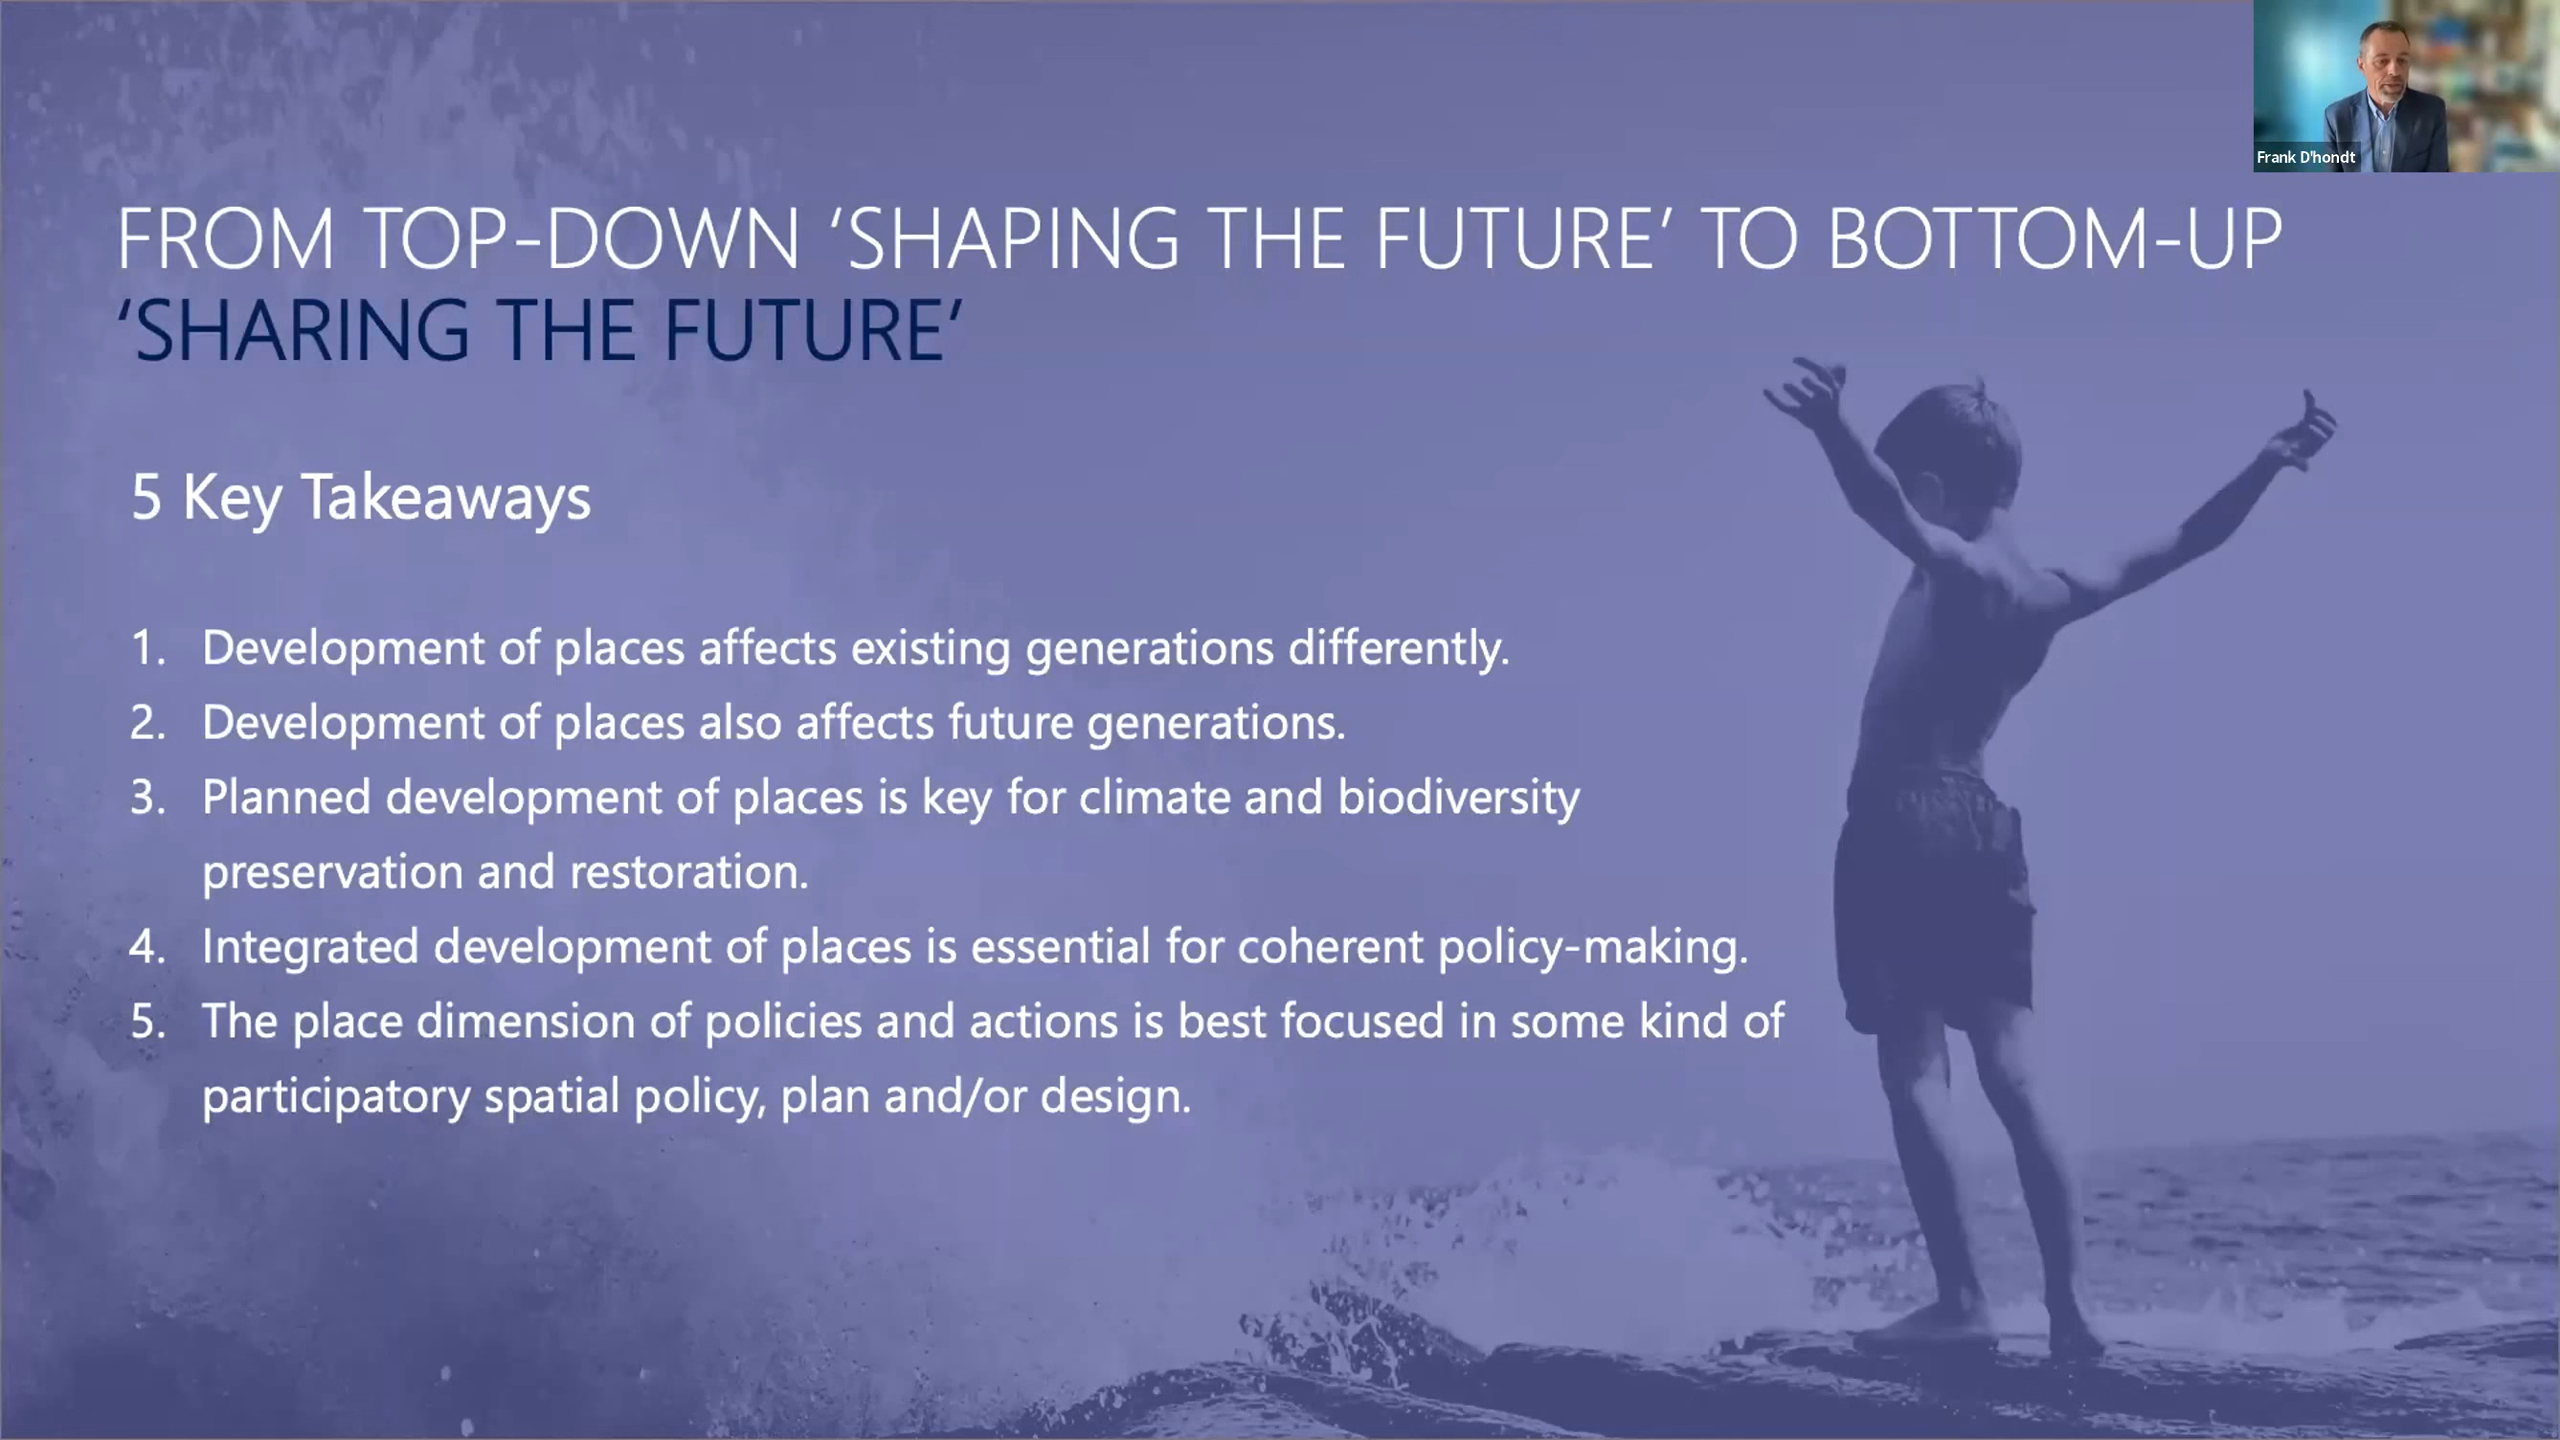 Frank D'hondt
FROM TOP-DOWN ‘SHAPING THE FUTURE’ TO BOTTOM-UP
‘SHARING THE FUTURE’
5 Key Takeaways
1. Development of places affects existing generations differently.
2. Development of places also affects future generations.
3. Planned development of places is key for climate and biodiversity
preservation and restoration.
4. Integrated development of places is essential for coherent policy-making.
5. The place dimension of policies and actions is best focused in some kind of
participatory spatial policy, plan and/or design.